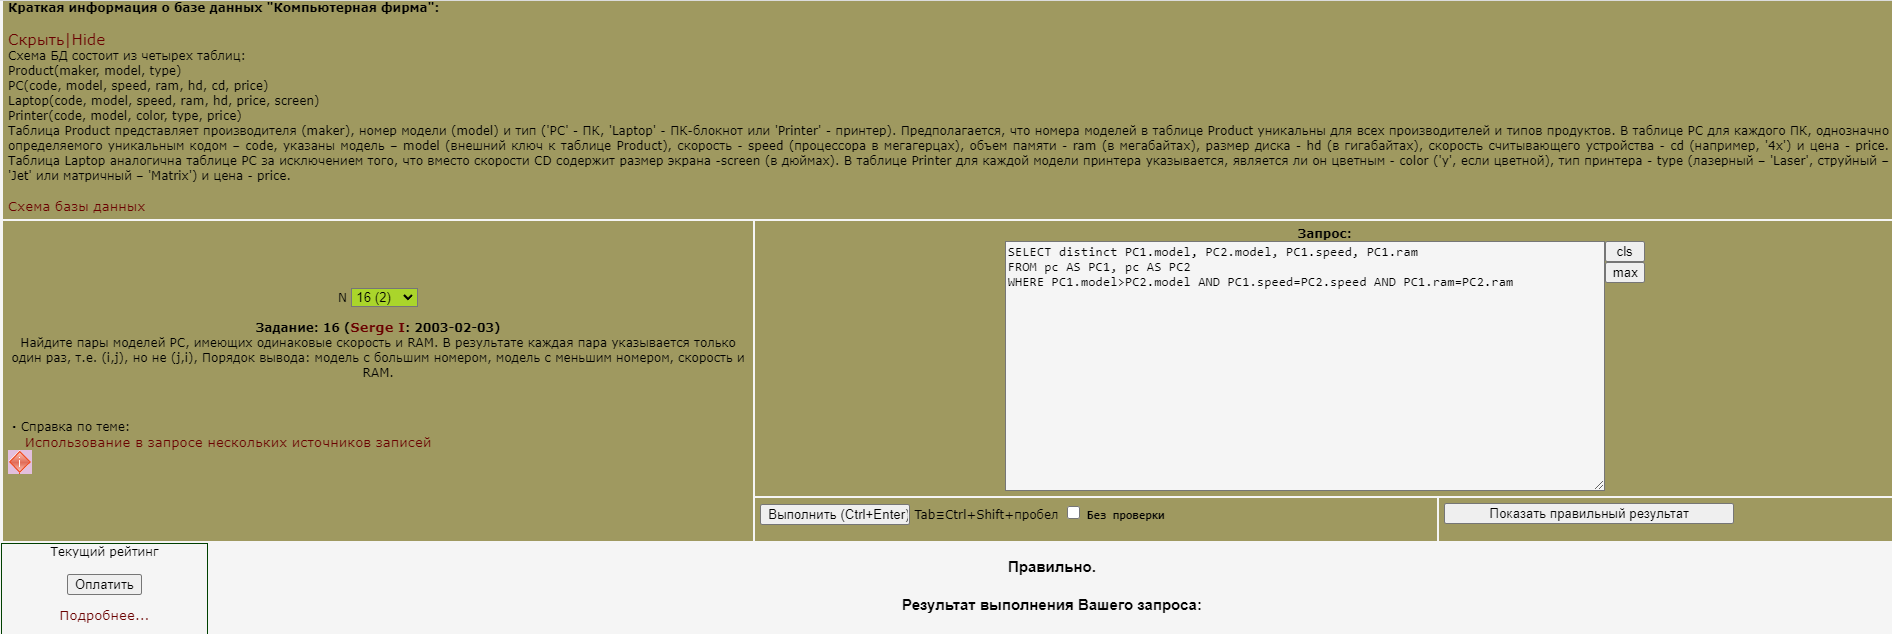 Краткая информация о базе данных "Компьютерная фирма":
Скрыть|Hide
Схема БД состоит из четырех таблиц:
Product(maker, model, type)
PC(code, model, speed, ram, hd, cd, price)
Laptop(code, model, speed, ram, hd, price, screen)
Printer(code, model, color, type, price)
Таблица Product представляет производителя (maker), номер модели (model) и тип ('PC' - ПК, 'Laptop' - ПК-блокнот или 'Printer' - принтер). Предполагается, что номера моделей в таблице Product уникальны для всех производителей и типов продуктов. В таблице PC для каждого ПК, однозначно
определяемого уникальным кодом – code, указаны модель – model (внешний ключ к таблице Product), скорость - speed (процессора в мегагерцах), объем памяти - ram (в мегабайтах), размер диска - hd (в гигабайтах), скорость считывающего устройства - cd (например, '4x') и цена - price.
Таблица Laptop аналогична таблице РС за исключением того, что вместо скорости CD содержит размер экрана -screen (в дюймах). В таблице Printer для каждой модели принтера указывается, является ли он цветным - color ('y', если цветной), тип принтера - type (лазерный – 'Laser', струйный –
'Jet' или матричный – 'Matrix') и цена - price.
Схема базы данных
N 16 (2)
Задание: 16 (Serge I: 2003-02-03)
Найдите пары моделей PC, имеющих одинаковые скорость и RAM. В результате каждая пара указывается только
один раз, т.е. (i,j), но не (j,i), Порядок вывода: модель с большим номером, модель с меньшим номером, скорость и
RAM.
· Справка по теме:
Использование в запросе нескольких источников записей
Запрос:
SELECT distinct PC1.model, PC2.model, PC1.speed, PC1.ram
FROM pc AS PC1, pc AS PC2
WHERE PC1.model>PC2.model AND PC1.speed=PC2.speed AND PC1.ram=PC2.ram
cls
max
Выполнить (Ctrl+Enter) Tab≡Ctrl+Shift+пробел Без проверки
Показать правильный результат
Текущий рейтинг
Оплатить
Подробнее...
Правильно.
Результат выполнения Вашего запроса: